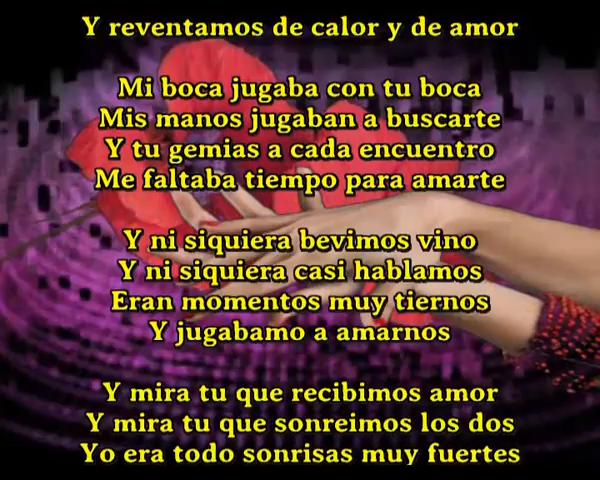 Y reventamos de calor y de amor
Mi boca jugaba con tu boca
Mis manos jugaban a buscarte
Y tu gemias a cada encuentro
Me faltaba tiempo para amarte
Y ni siquiera bevimos vino
Y ni siquiera casi hablamos
Eran momentos muy tiernos
Y jugabamo a amarnos
Y mira tu que recibimos amor
Y mira tu que sonreimos los dos
Yo era todo sonrisas muy fuertes